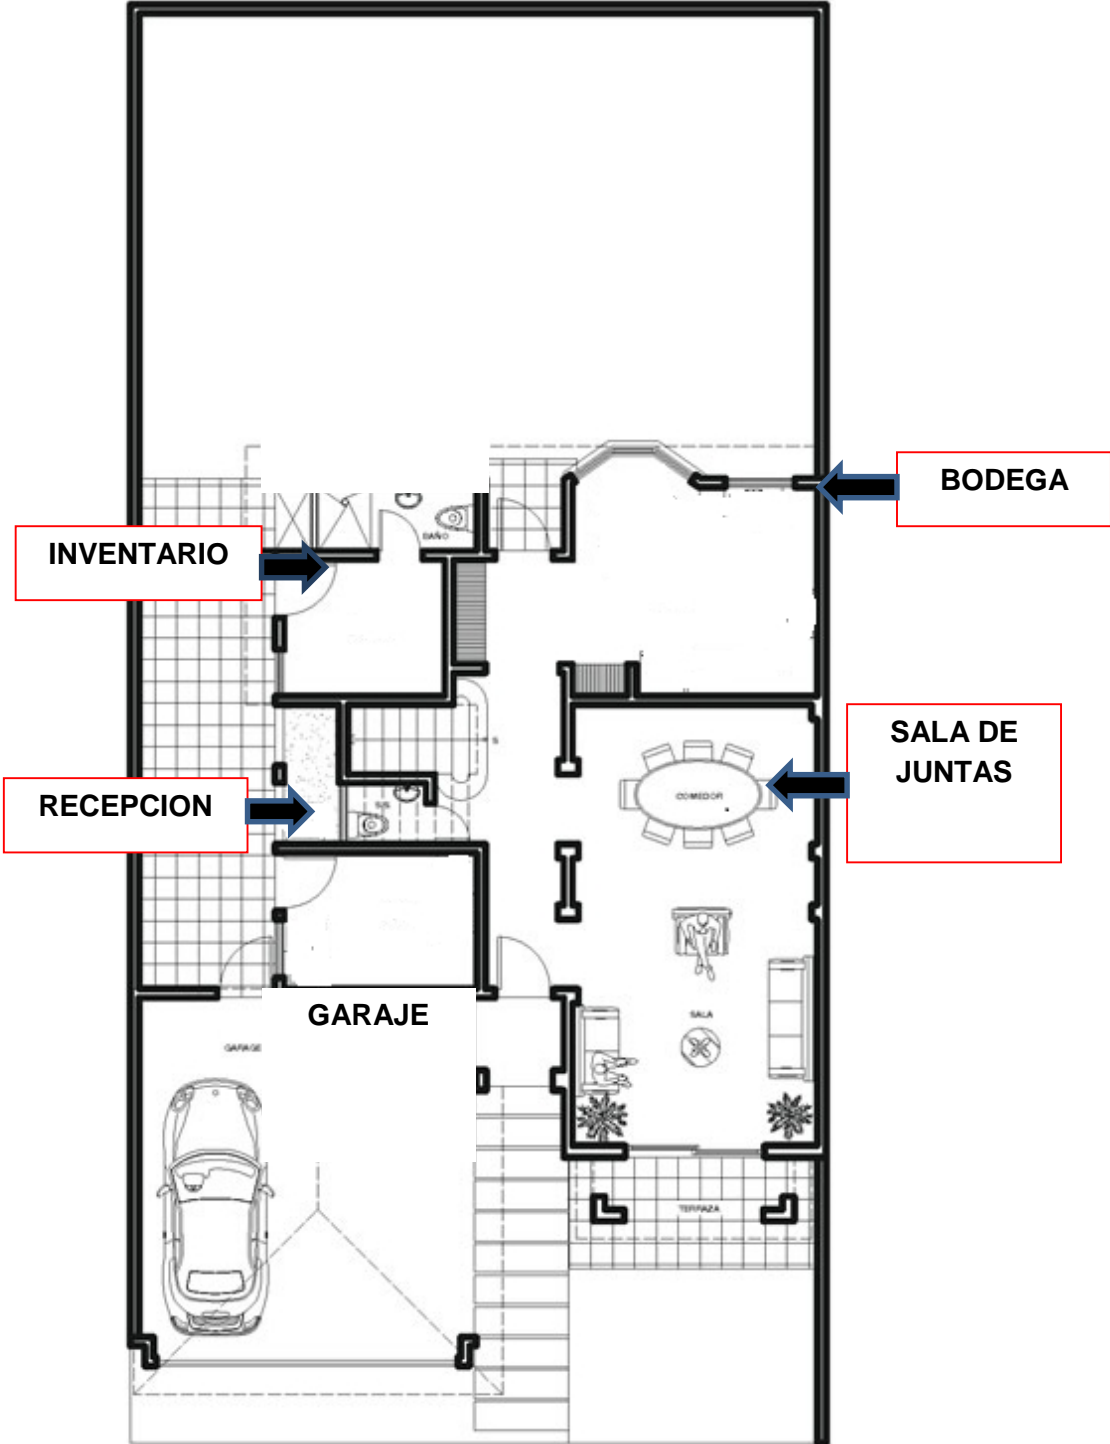 BODEGA
BAÑO
INVENTARIO
SALA DE
JUNTAS
S
RECEPCION
S/S
COMEDOR
GARAJE
SALA
GARAGE
TERRAZA